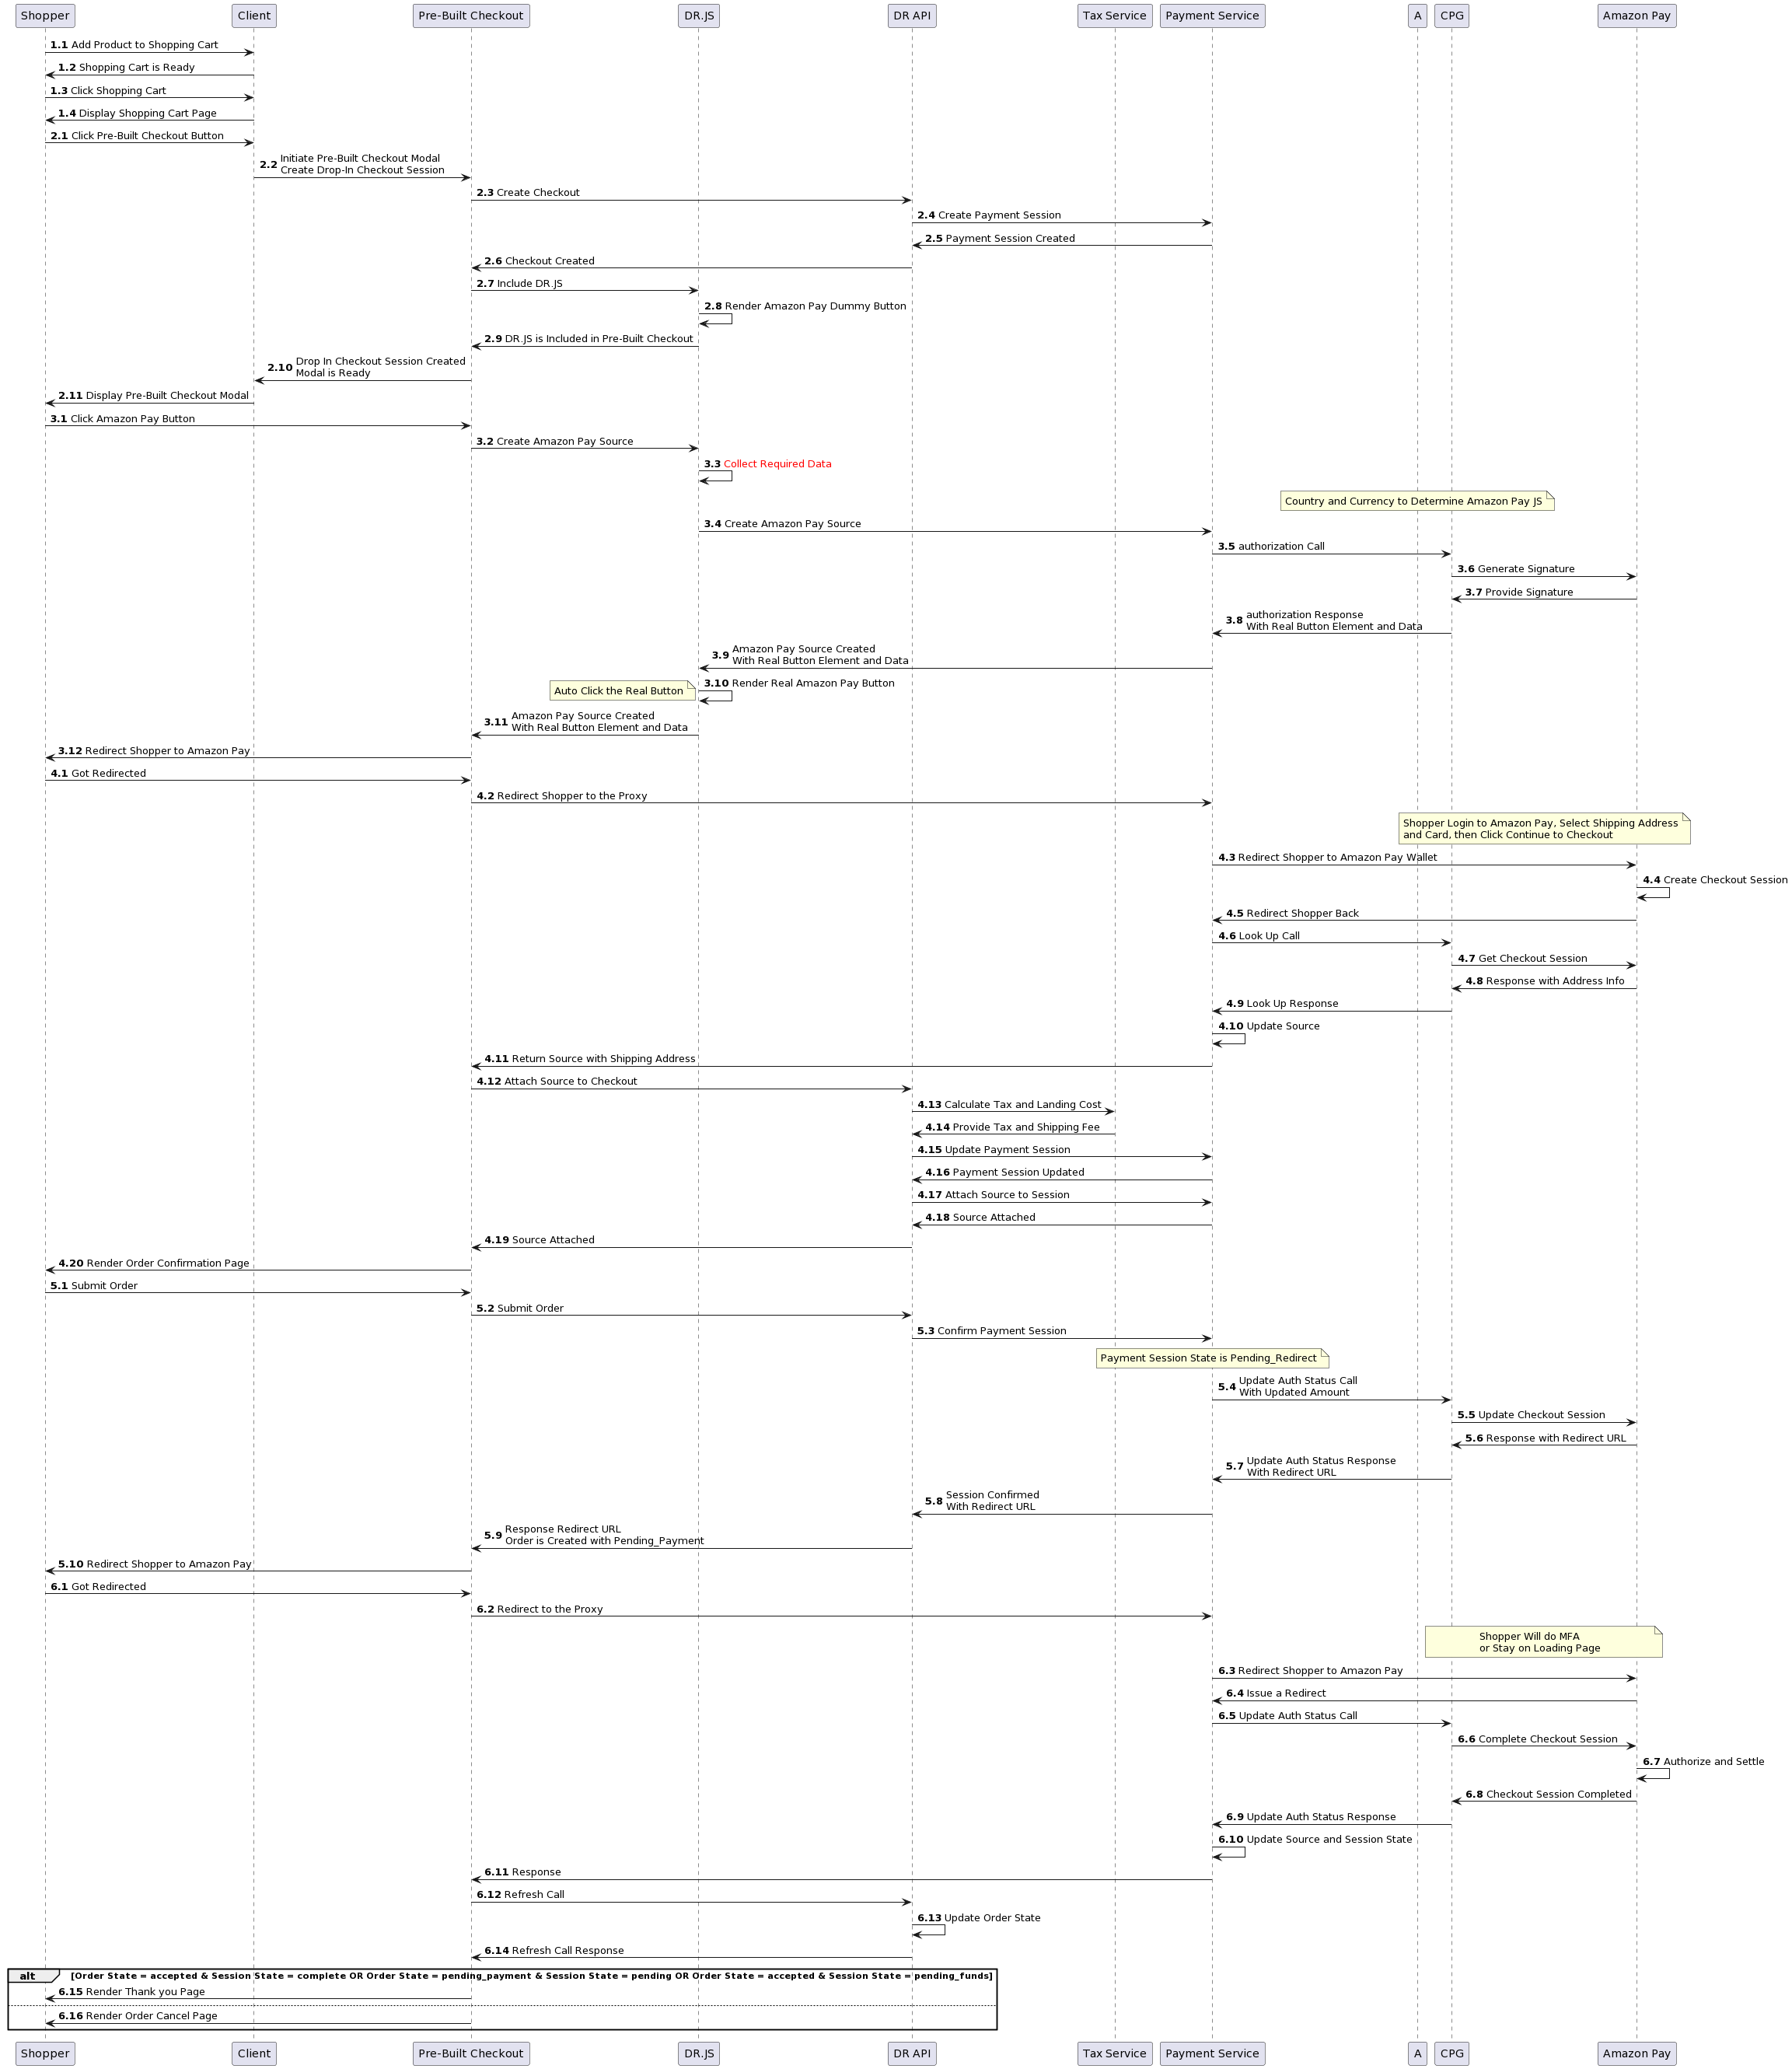 Shopper Client Pre-Built Checkout DR.JS DR API Tax Service Payment Service A CPG Amazon Pay
1.1 Add Product to Shopping Cart
1.2 Shopping Cart is Ready
1.3 Click Shopping Cart
1.4 Display Shopping Cart Page
2.1 Click Pre-Built Checkout Button
2.2 Initiate Pre-Built Checkout Modal
Create Drop-In Checkout Session
2.3 Create Checkout
2.4 Create Payment Session
2.5 Payment Session Created
2.6 Checkout Created
2.7 Include DR.JS
2.8 Render Amazon Pay Dummy Button
2.9 DR.JS is Included in Pre-Built Checkout
2.10 Drop In Checkout Session Created
Modal is Ready
2.11 Display Pre-Built Checkout Modal
3.1 Click Amazon Pay Button
3.2 Create Amazon Pay Source
3.3 Collect Required Data
Country and Currency to Determine Amazon Pay JS
3.4 Create Amazon Pay Source
3.5 authorization Call
3.6 Generate Signature
3.7 Provide Signature
3.8 authorization Response
With Real Button Element and Data
3.9 Amazon Pay Source Created
With Real Button Element and Data
Auto Click the Real Button
3.10 Render Real Amazon Pay Button
3.11 Amazon Pay Source Created
With Real Button Element and Data
3.12 Redirect Shopper to Amazon Pay
4.1 Got Redirected
4.2 Redirect Shopper to the Proxy
Shopper Login to Amazon Pay, Select Shipping Address
and Card, then Click Continue to Checkout
4.3 Redirect Shopper to Amazon Pay Wallet
4.4 Create Checkout Session
4.5 Redirect Shopper Back
4.6 Look Up Call
4.7 Get Checkout Session
4.8 Response with Address Info
4.9 Look Up Response
4.10 Update Source
4.11 Return Source with Shipping Address
4.12 Attach Source to Checkout
4.13 Calculate Tax and Landing Cost
4.14 Provide Tax and Shipping Fee
4.15 Update Payment Session
4.16 Payment Session Updated
4.17 Attach Source to Session
4.18 Source Attached
4.19 Source Attached
4.20 Render Order Confirmation Page
5.1 Submit Order
5.2 Submit Order
5.3 Confirm Payment Session
Payment Session State is Pending_Redirect
5.4 Update Auth Status Call
With Updated Amount
5.5 Update Checkout Session
5.6 Response with Redirect URL
5.7 Update Auth Status Response
With Redirect URL
5.8 Session Confirmed
With Redirect URL
5.9 Response Redirect URL
Order is Created with Pending_Payment
5.10 Redirect Shopper to Amazon Pay
6.1 Got Redirected
6.2 Redirect to the Proxy
Shopper Will do MFA
or Stay on Loading Page
6.3 Redirect Shopper to Amazon Pay
6.4 Issue a Redirect
6.5 Update Auth Status Call
6.6 Complete Checkout Session
6.7 Authorize and Settle
6.8 Checkout Session Completed
6.9 Update Auth Status Response
6.10 Update Source and Session State
6.11 Response
6.12 Refresh Call
6.13 Update Order State
6.14 Refresh Call Response
alt [Order State = accepted & Session State = complete OR Order State = pending_payment & Session State = pending OR Order State = accepted & Session State = pending_funds]
6.15 Render Thank you Page
6.16 Render Order Cancel Page
Shopper Client Pre-Built Checkout DR.JS DR API Tax Service Payment Service A CPG Amazon Pay